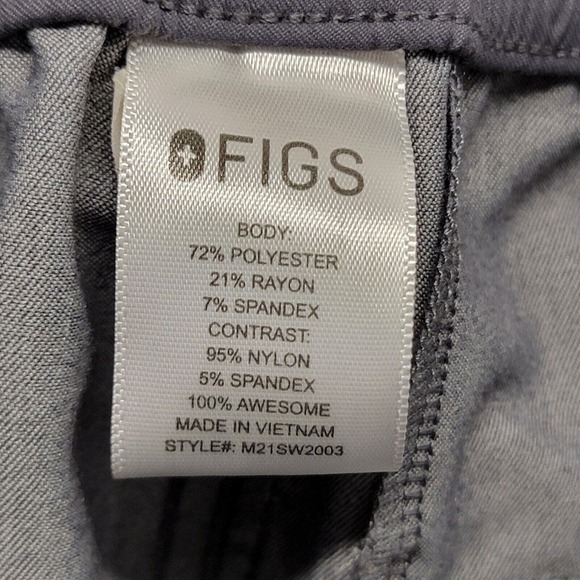 FIGS
BODY:
72% POLYESTER
21% RAYON
7% SPANDEX
CONTRAST:
95% NYLON
5% SPANDEX
100% AWESOME
MADE IN VIETNAM
STYLE#: M21SW2003